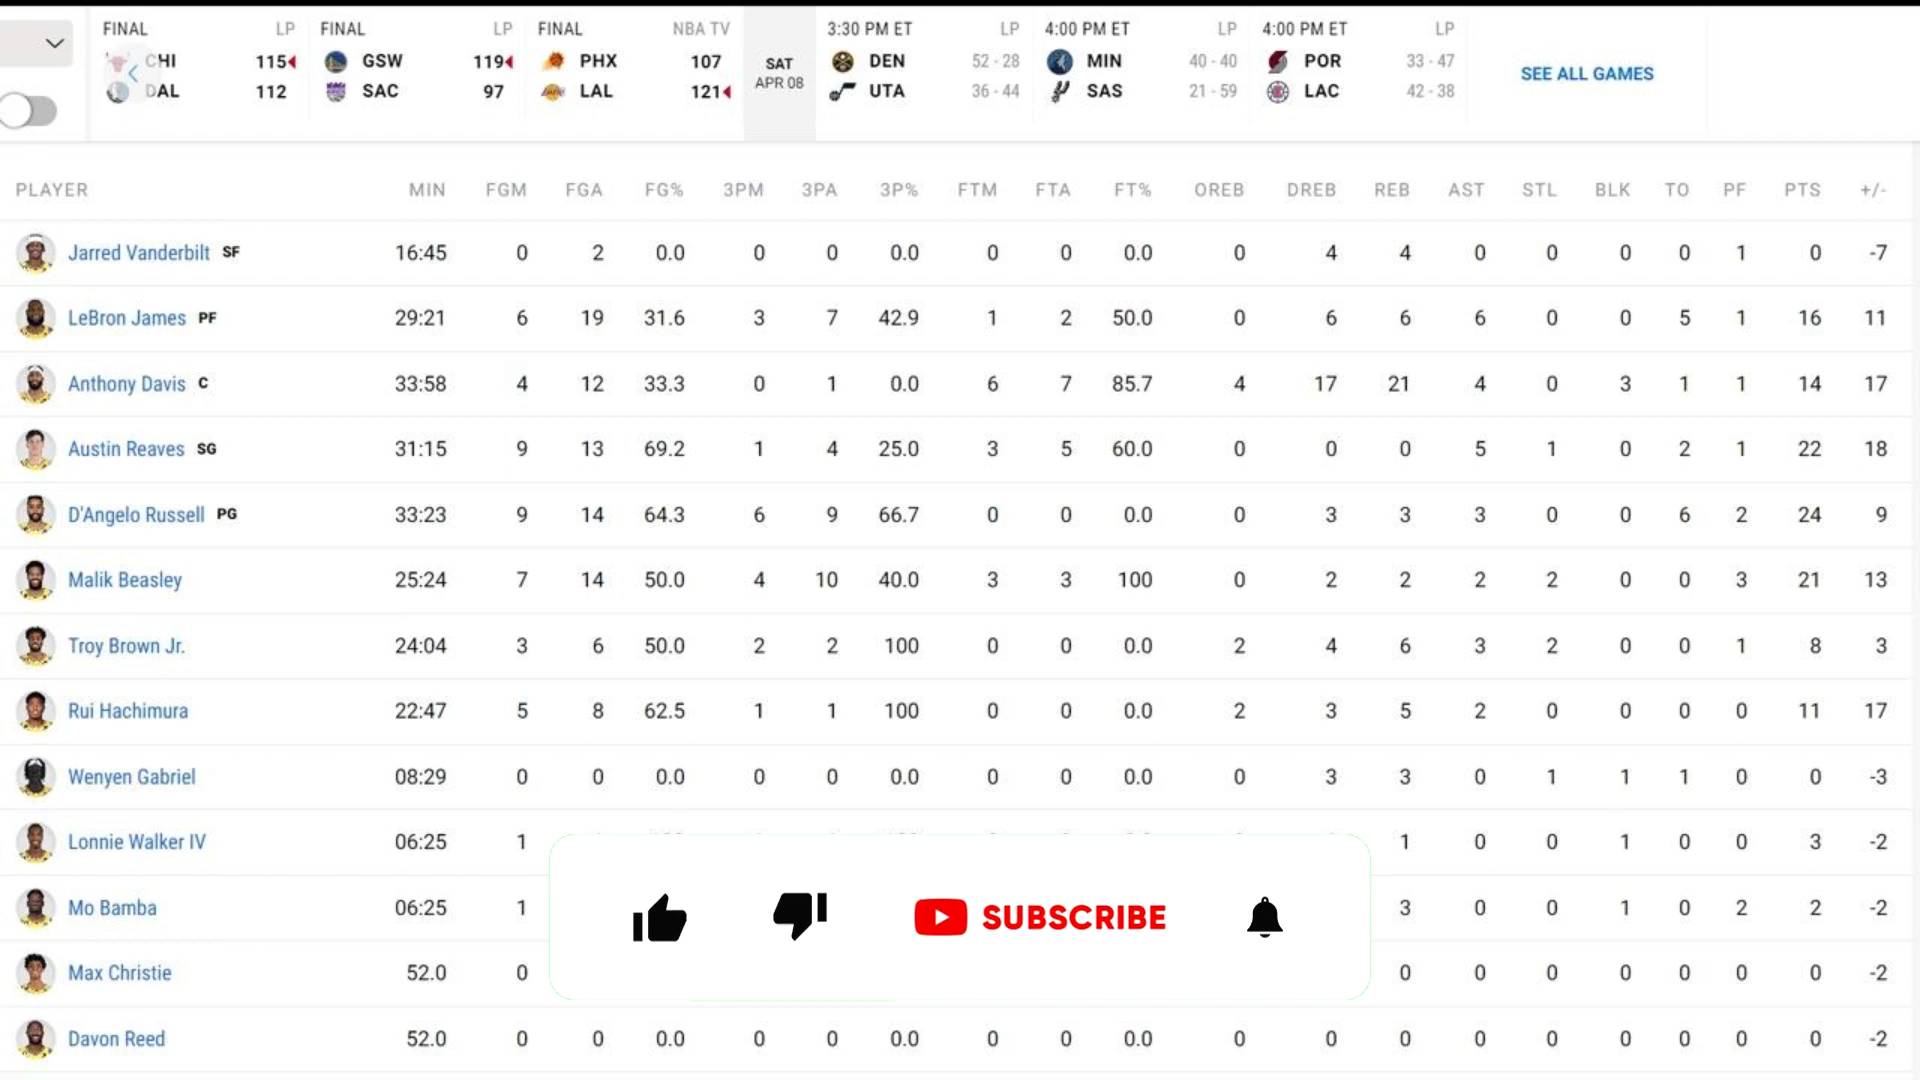 FINAL LP FINAL LP FINAL NBA TV 3:30 PM ET LP 4:00 PM ET LP 4:00 PM ET LP
CHI 115 GSW 119 PHX 107 SAT DEN 52 - 28 MIN 40 - 40 POR 33 - 47 SEE ALL GAMES
DAL 112 SAC 97 LAL 121 APR 08 UTA 36 - 44 SAS 21 - 59 LAC 42 - 38
PLAYER MIN FGM FGA FG% 3PM 3PA 3P% FTM FTA FT% OREB DREB REB AST STL BLK TO PF PTS +/-
Jarred Vanderbilt SF 16:45 0 2 0.0 0 0 0.0 0 0 0.0 0 4 4 0 0 0 0 1 0 -7
LeBron James PF 29:21 6 19 31.6 3 7 42.9 1 2 50.0 0 6 6 6 0 0 5 1 16 11
Anthony Davis C 33:58 4 12 33.3 0 1 0.0 6 7 85.7 4 17 21 4 0 3 1 1 14 17
Austin Reaves SG 31:15 9 13 69.2 1 4 25.0 3 5 60.0 0 0 0 5 1 0 2 1 22 18
D'Angelo Russell PG 33:23 9 14 64.3 6 9 66.7 0 0 0.0 0 3 3 3 0 0 6 2 24 9
Malik Beasley 25:24 7 14 50.0 4 10 40.0 3 3 100 0 2 2 2 2 0 0 3 21 13
Troy Brown Jr. 24:04 3 6 50.0 2 2 100 0 0 0.0 2 4 6 3 2 0 0 1 8 3
Rui Hachimura 22:47 5 8 62.5 1 1 100 0 0 0.0 2 3 5 2 0 0 0 0 11 17
Wenyen Gabriel 08:29 0 0 0.0 0 0 0.0 0 0 0.0 0 3 3 0 1 1 1 0 0 -3
Lonnie Walker IV 06:25 1 1 0 0 1 0 0 3 -2
Mo Bamba 06:25 1 3 0 0 1 0 2 2 -2
SUBSCRIBE
Max Christie 52.0 0 0 0 0 0 0 0 0 -2
Davon Reed 52.0 0 0 0.0 0 0 0.0 0 0 0.0 0 0 0 0 0 0 0 0 0 -2